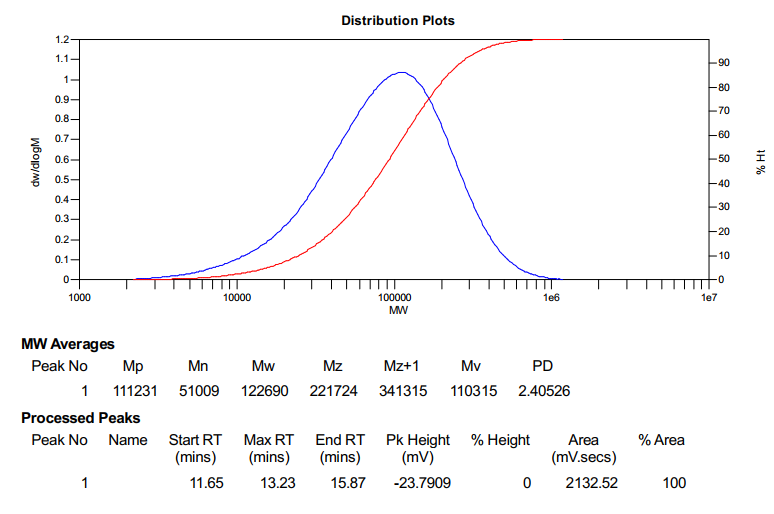 Distribution Plots
1.2
1.1
1
0.9
0.8
0.7
0.6
0.5
0.4
0.3
0.2
0.1
0
dw/dlogM
90
80
70
60
50
40
30
20
10
0
% Ht
1000 10000 100000 1e6 1e7
MW
MW Averages
Peak No Mp Mn Mw Mz Mz+1 Mv PD
1 111231 51009 122690 221724 341315 110315 2.40526
Processed Peaks
Peak No Name Start RT Max RT End RT Pk Height % Height Area % Area
(mins) (mins) (mins) (mV) (mV.secs)
1 11.65 13.23 15.87 -23.7909 0 2132.52 100